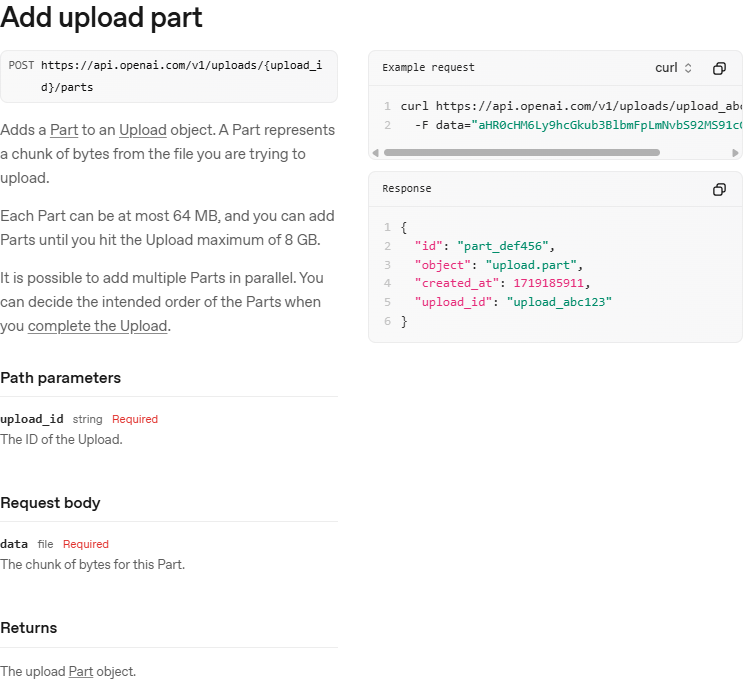 Add upload part
POST https://api.openai.com/v1/uploads/{upload_i
d}/parts
Adds a Part to an Upload object. A Part represents
a chunk of bytes from the file you are trying to
upload.
Each Part can be at most 64 MB, and you can add
Parts until you hit the Upload maximum of 8 GB.
It is possible to add multiple Parts in parallel. You
can decide the intended order of the Parts when
you complete the Upload.
Path parameters
upload_id string Required
The ID of the Upload.
Request body
data file Required
The chunk of bytes for this Part.
Returns
The upload Part object.
Example request
curl
1 curl https://api.openai.com/v1/uploads/upload_abc
2 -F data="aHR0cHM6Ly9hcGkub3BlbmFpLmNvbS92MS91c
Response
1 {
2 "id": "part_def456",
3 "object": "upload.part",
4 "created_at": 1719185911,
5 "upload_id": "upload_abc123"
6 }